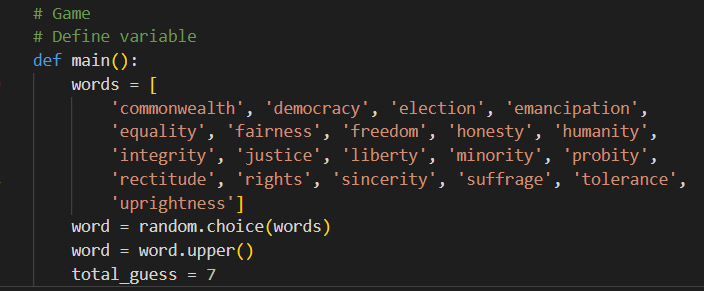 # Game
# Define variable
def main():
words = [
'commonwealth', 'democracy', 'election', 'emancipation',
'equality', 'fairness', 'freedom', 'honesty', 'humanity',
'integrity', 'justice', 'liberty', 'minority', 'probity',
'rectitude', 'rights', 'sincerity', 'suffrage', 'tolerance',
'uprightness']
word = random.choice(words)
word = word.upper()
total_guess = 7